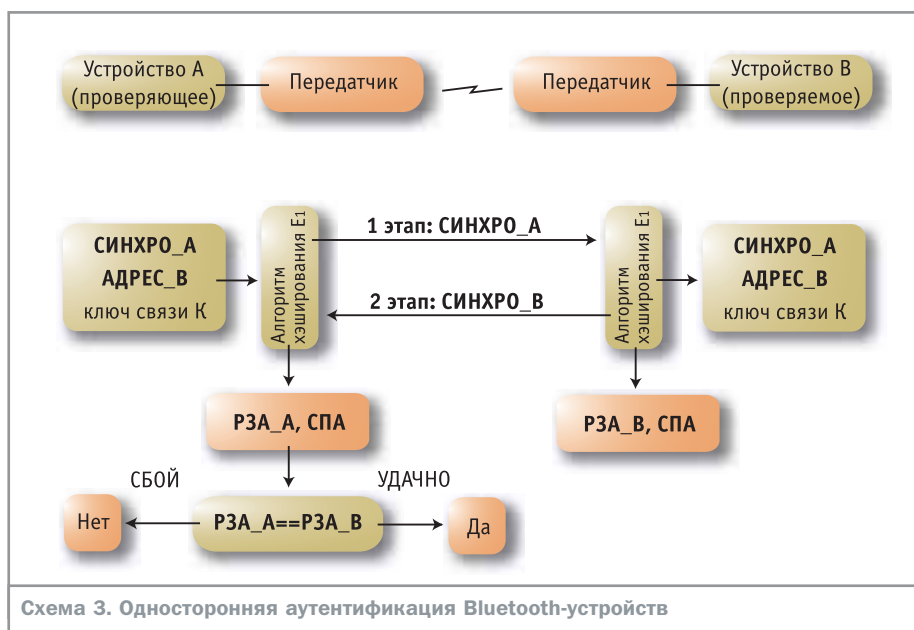 Устройство А
(проверяющее)
Передатчик
Передатчик
Устройство В
(проверяемое)
СИНХРО_А
АДРЕС_В
ключ связи К
Алгоритм
хэширования E1
1 этап: СИНХРО_А
2 этап: СИНХРО_В
Алгоритм
хэширования E1
СИНХРО_А
АДРЕС_В
ключ связи К
РЗА_А, СПА
РЗА_В, СПА
СБОЙ
УДАЧНО
Нет
РЗА_А==РЗА_В
Да
Схема 3. Односторонняя аутентификация Bluetooth-устройств